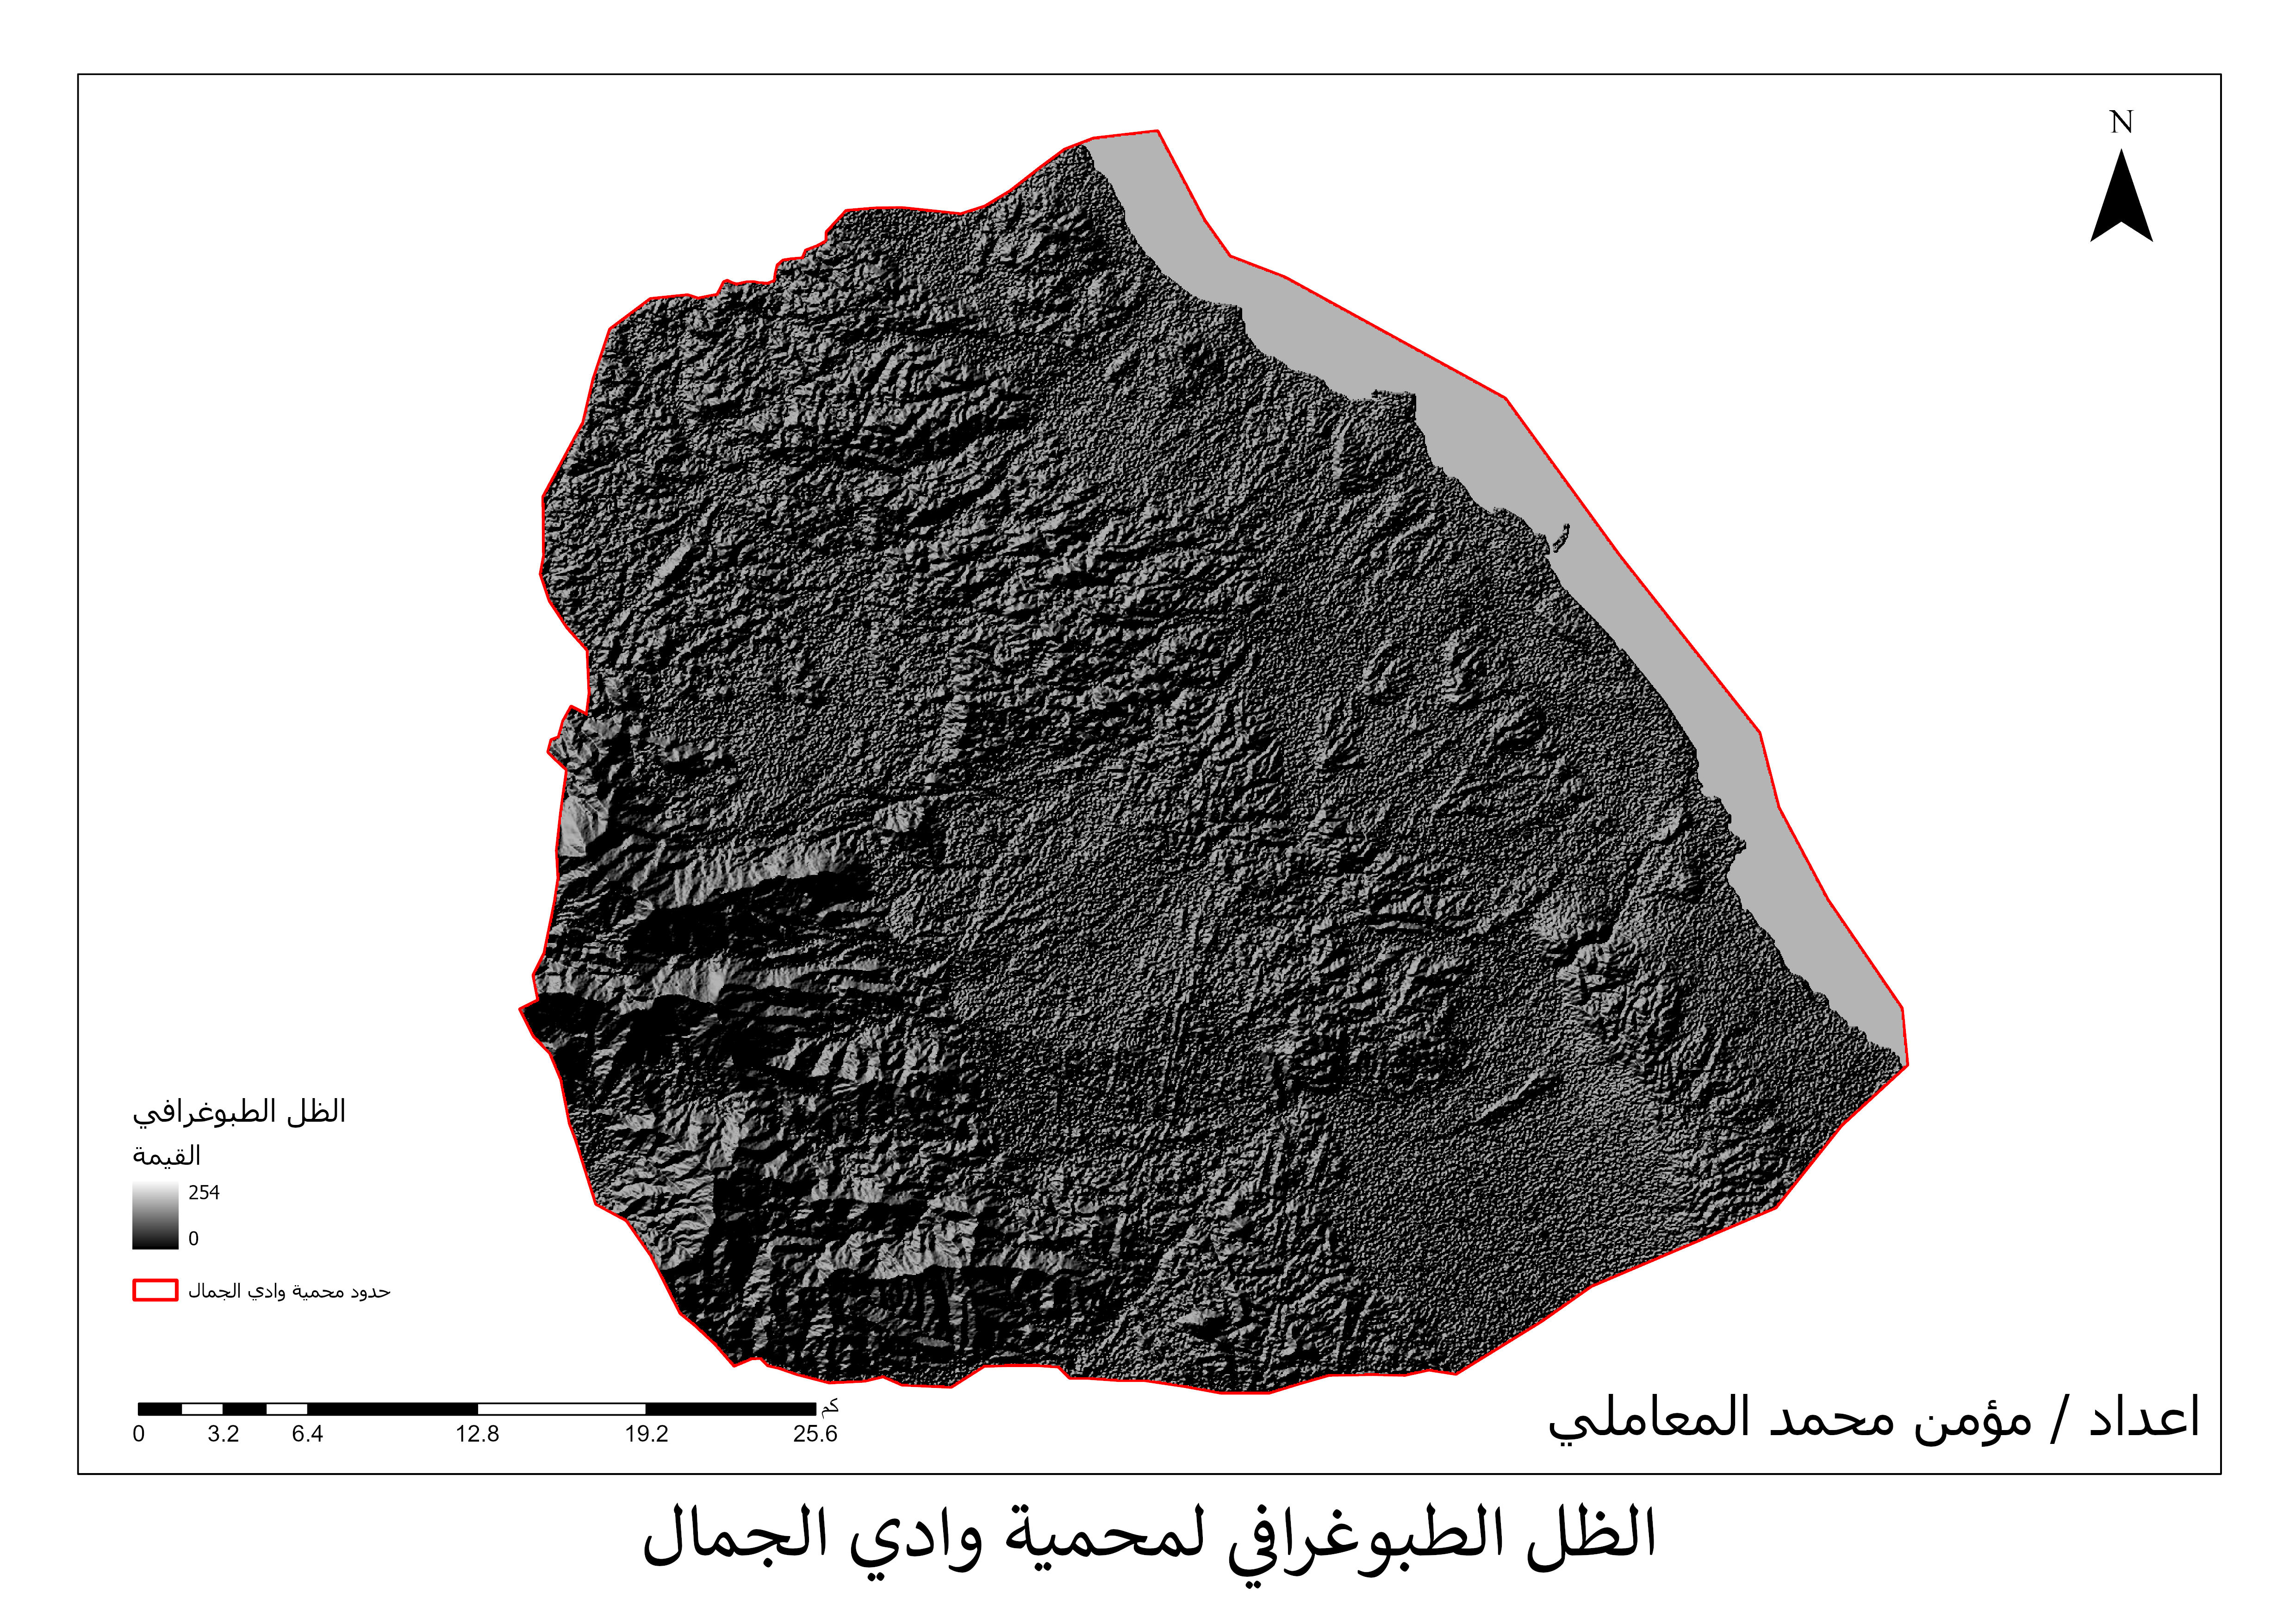 N
الظل الطبوغرافي
القيمة
254
0
حدود محمية وادي الجمال
كم
0 3.2 6.4 12.8 19.2 25.6
اعداد / مؤمن محمد المعاملي
الظل الطبوغرافي لمحمية وادي الجمال